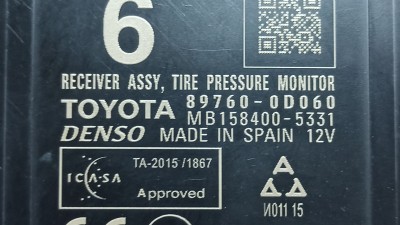 6
RECEIVER ASSY, TIRE PRESSURE MONITOR
TOYOTA 89760-0D060
MB158400-5331
DENSO MADE IN SPAIN 12V
ICASA
TA-2015 /1867
Approved
И011 15